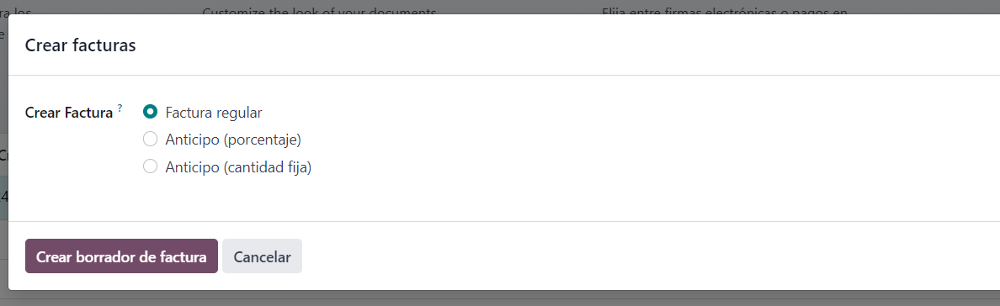 ra los Customize the look of your documents Elija entre firmas electrónicas o pagos en
e
Crear facturas
Crear Factura ? Factura regular
Anticipo (porcentaje)
Anticipo (cantidad fija)
Crear borrador de factura Cancelar